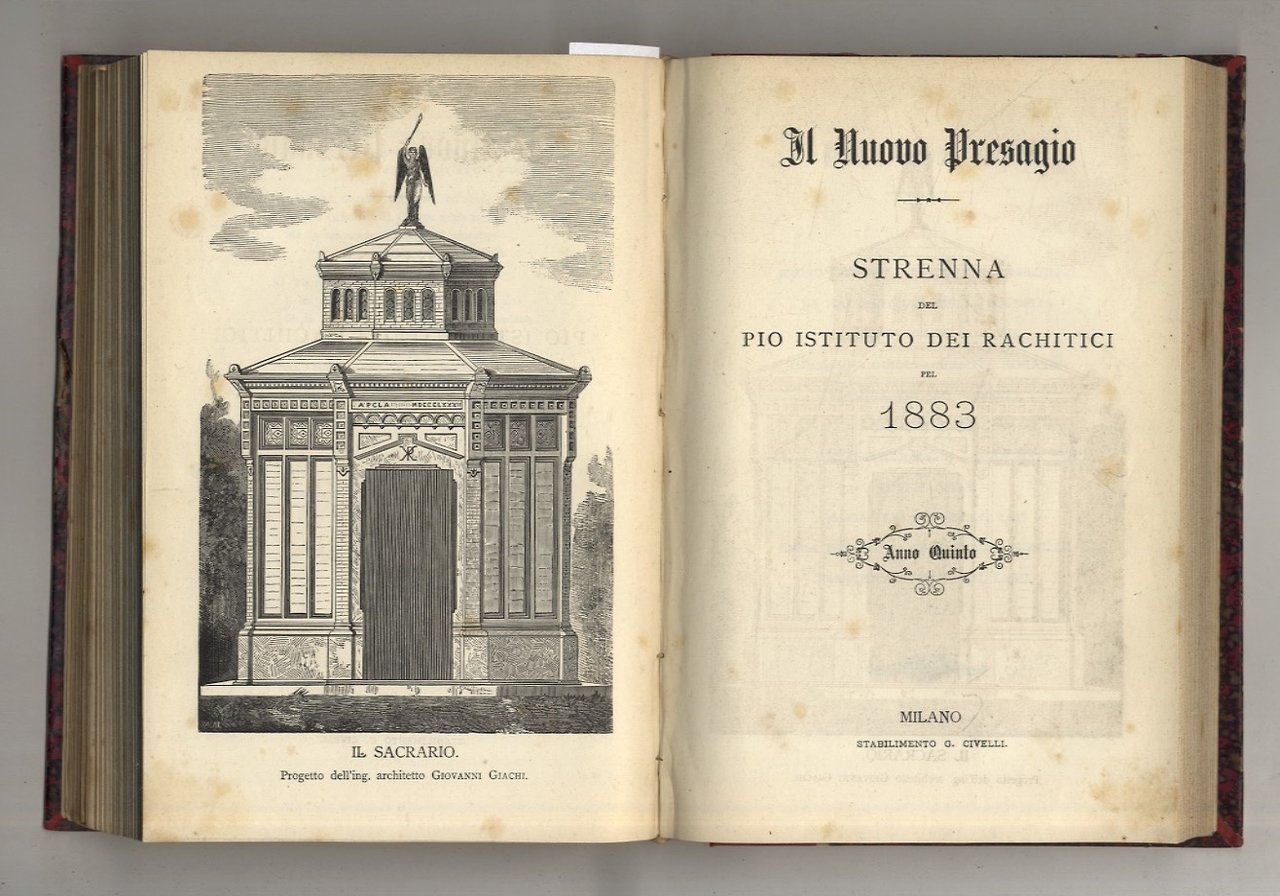 IL SACRARIO.
Progetto dell'ing. architetto GIOVANNI GIACHI.
Il Nuovo Presagio
STRENNA
DEL
PIO ISTITUTO DEI RACHITICI
PEL
1883
Anno Quinto
MILANO
STABILIMENTO G. CIVELLI.